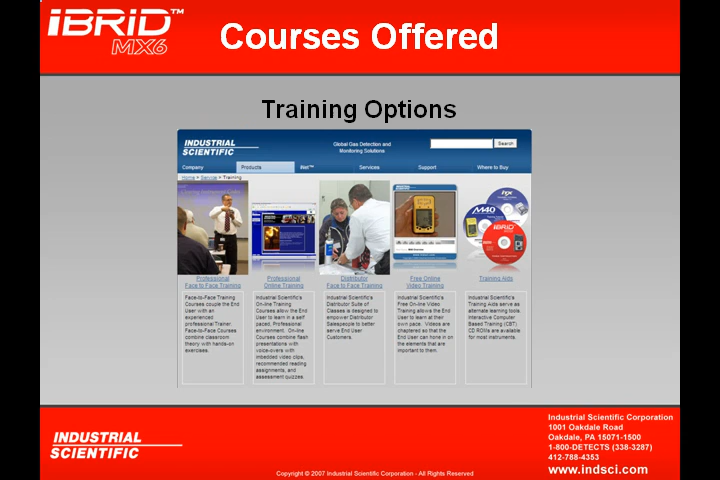 iBRiD™
MX6
Courses Offered
Training Options
INDUSTRIAL
SCIENTIFIC
Global Gas Detection and
Monitoring Solutions
Search
Company Products iNet™ Services Support Where to Buy
Home > Service > Training
M40
iBRiD
Professional
Face to Face Training
Professional
Online Training
Distributor
Face to Face Training
Free Online
Video Training
Training Aids
Face-to-Face Training
Courses couple the End
User with an
experienced
professional Trainer.
Face-to-Face Courses
combine classroom
theory with hands-on
exercises.
Industrial Scientific's
On-line Training
Courses allow the End
User to learn in a self
paced, Professional
environment. On-line
Courses combine flash
presentations with
voice-overs with
imbedded video clips,
recommended reading
assignments, and
assessment quizzes.
Industrial Scientific's
Distributor Suite of
Classes is designed to
empower Distributor
Salespeople to better
serve End User
Customers.
Industrial Scientific's
Free On-line Video
Training allows the End
User to learn at their
own pace. Videos are
chaptered so that the
End User can hone in on
the elements that are
important to them.
Industrial Scientific's
Training Aids serve as
alternate learning tools.
Interactive Computer
Based Training (CBT)
CD ROMs are available
for most instruments.
INDUSTRIAL
SCIENTIFIC
Copyright © 2007 Industrial Scientific Corporation - All Rights Reserved
Industrial Scientific Corporation
1001 Oakdale Road
Oakdale, PA 15071-1500
1-800-DETECTS (338-3287)
412-788-4353
www.indsci.com